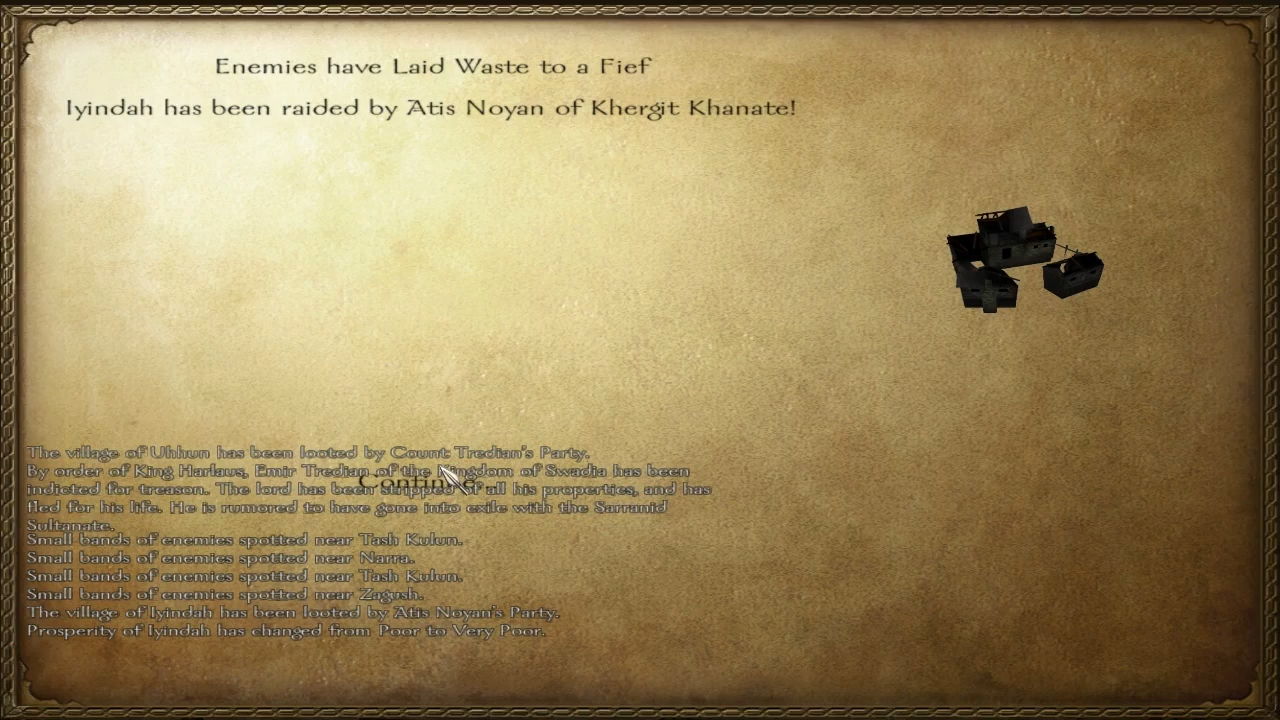 Enemies have Laid Waste to a Fief
Iyindah has been raided by Atis Noyan of Khergit Khanate!
The village of Uhhun has been looted by Count Tredian's Party.
By order of King Harlaus, Emir Tredian of the Kingdom of Swadia has been
Continue...
indicted for treason. The lord has been stripped of all his properties, and has
fled for his life. He is rumored to have gone into exile with the Sarranid
Sultanate.
Small bands of enemies spotted near Tash Kulun.
Small bands of enemies spotted near Narra.
Small bands of enemies spotted near Tash Kulun.
Small bands of enemies spotted near Zagush.
The village of Iyindah has been looted by Atis Noyan's Party.
Prosperity of Iyindah has changed from Poor to Very Poor.